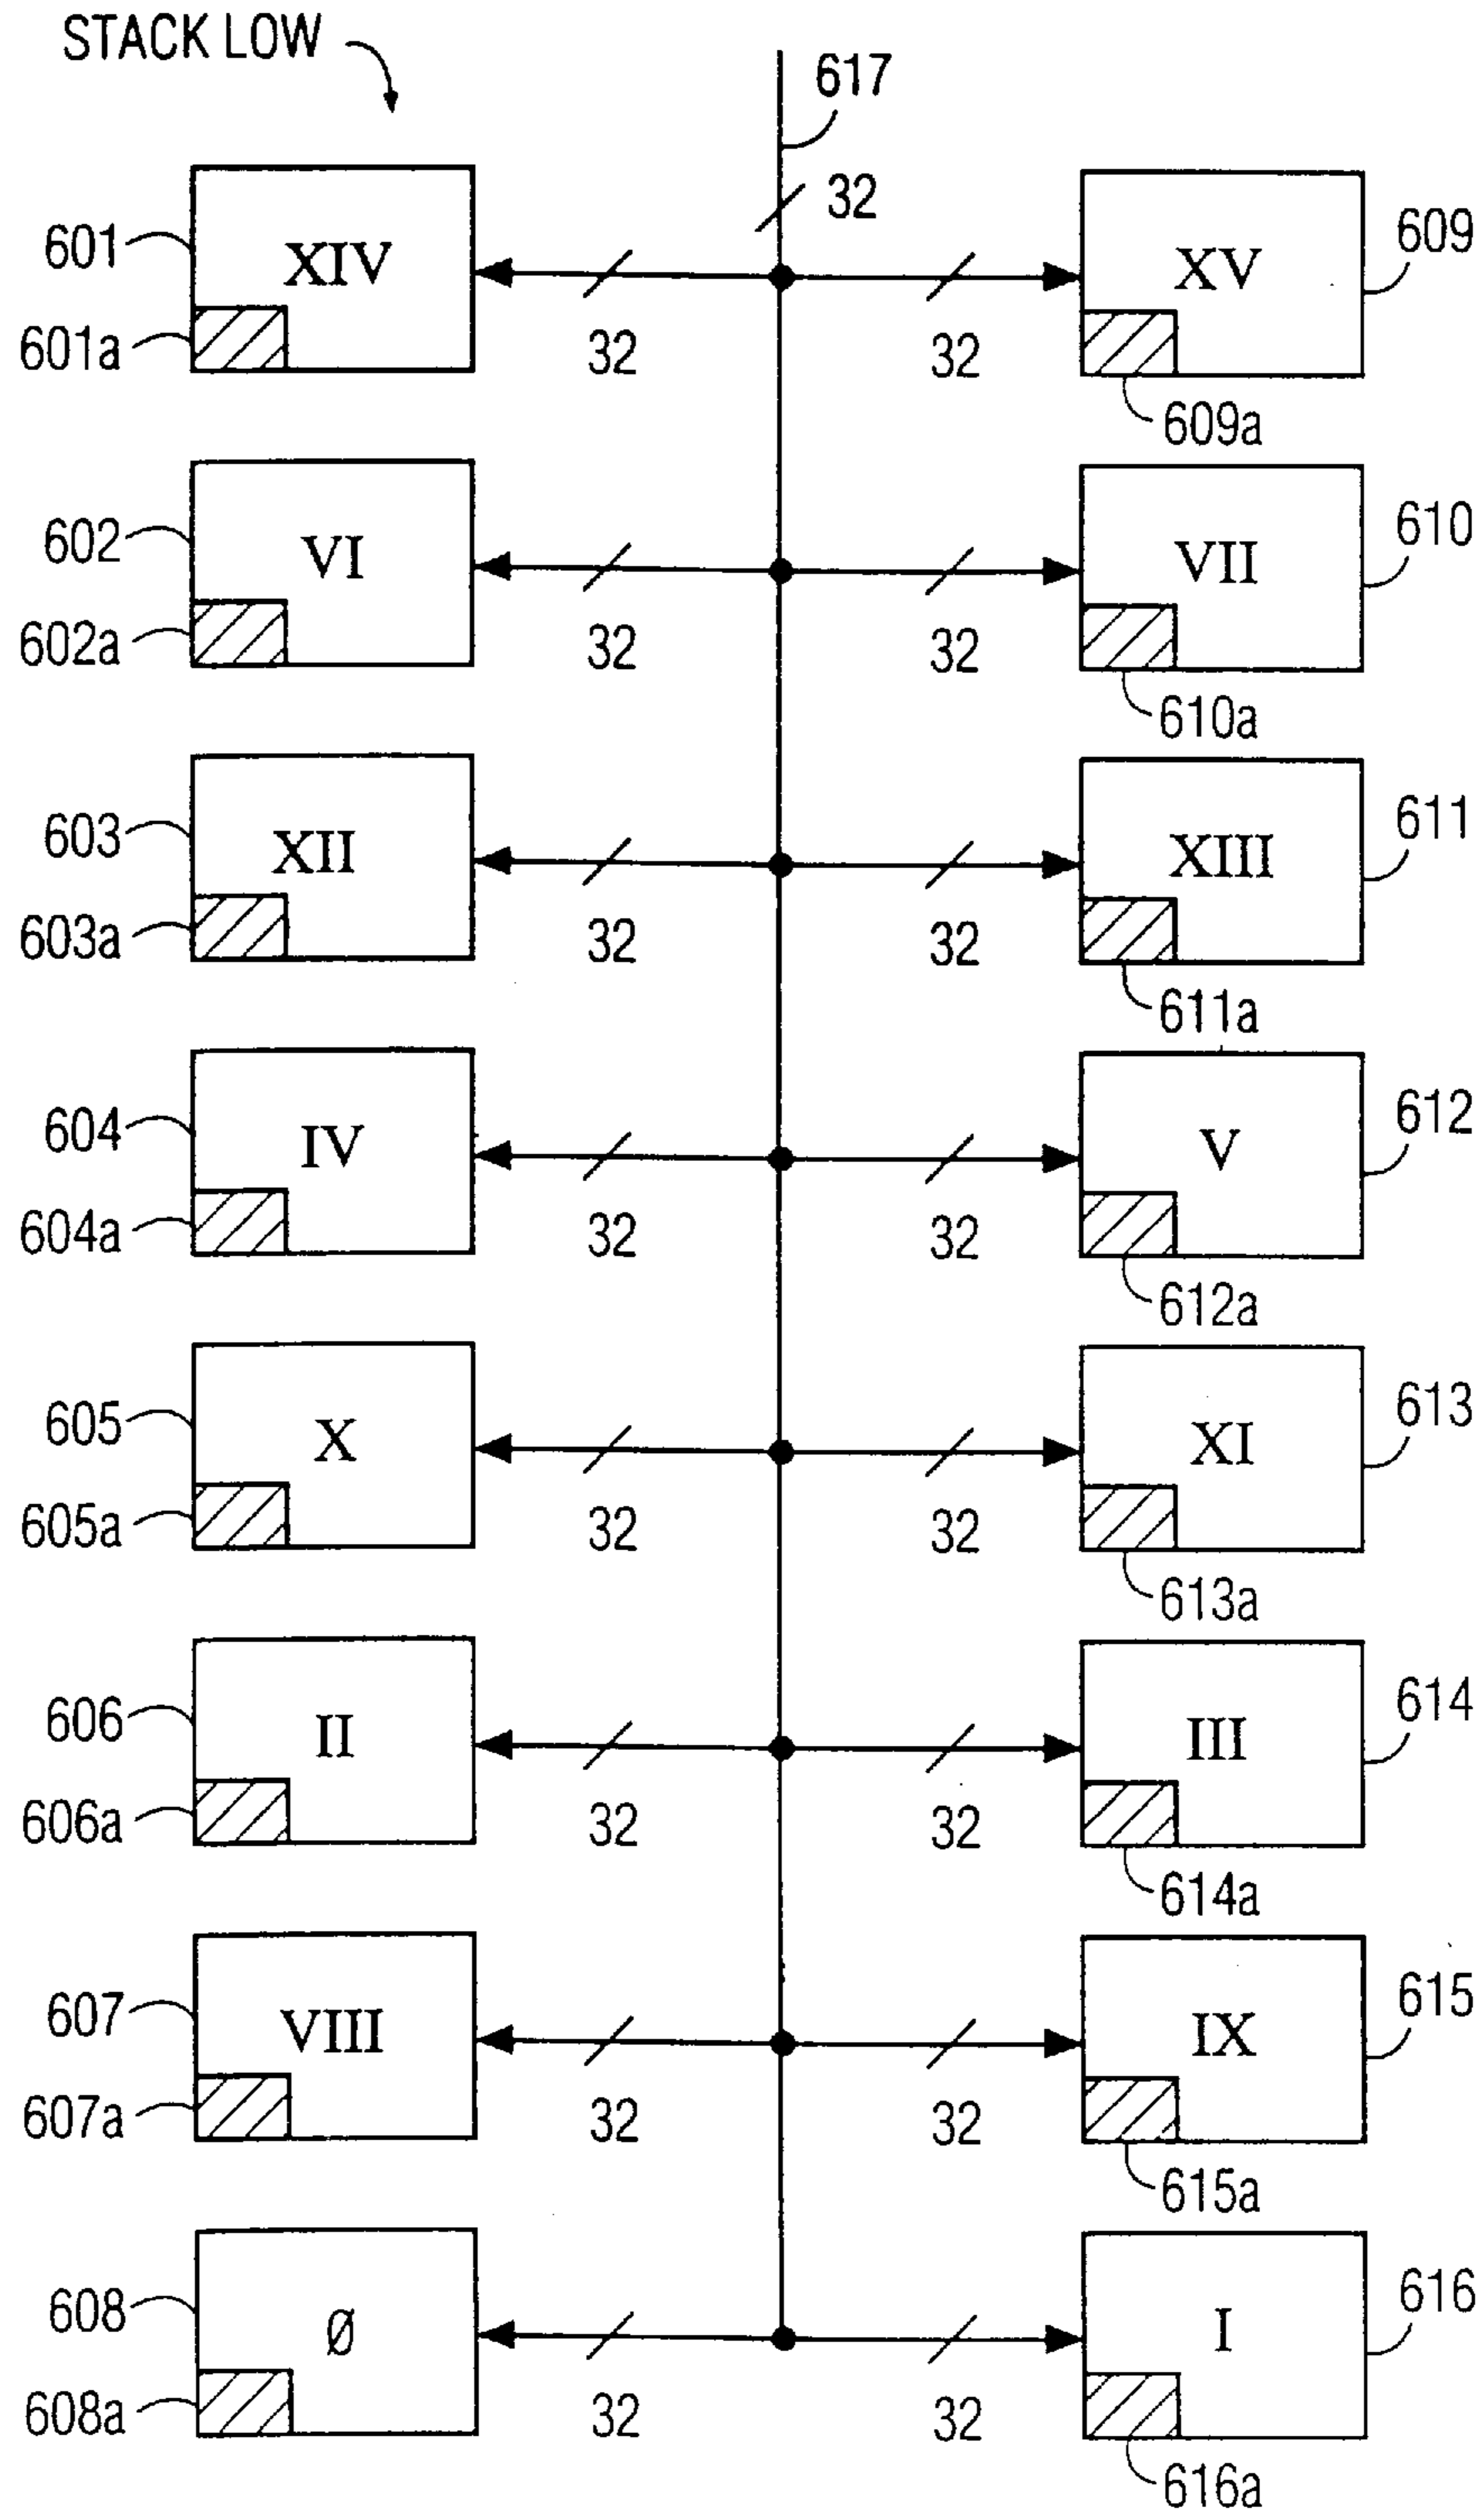 STACK LOW
617
32
601 XIV XV 609
601a 32 32
609a
602 VI VII 610
602a 32 32
610a
603 XII XIII 611
603a 32 32
611a
604 IV V 612
604a 32 32
612a
605 X XI 613
605a 32 32
613a
606 II III 614
606a 32 32
614a
607 VIII IX 615
607a 32 32
615a
608 Ø I 616
608a 32 32
616a